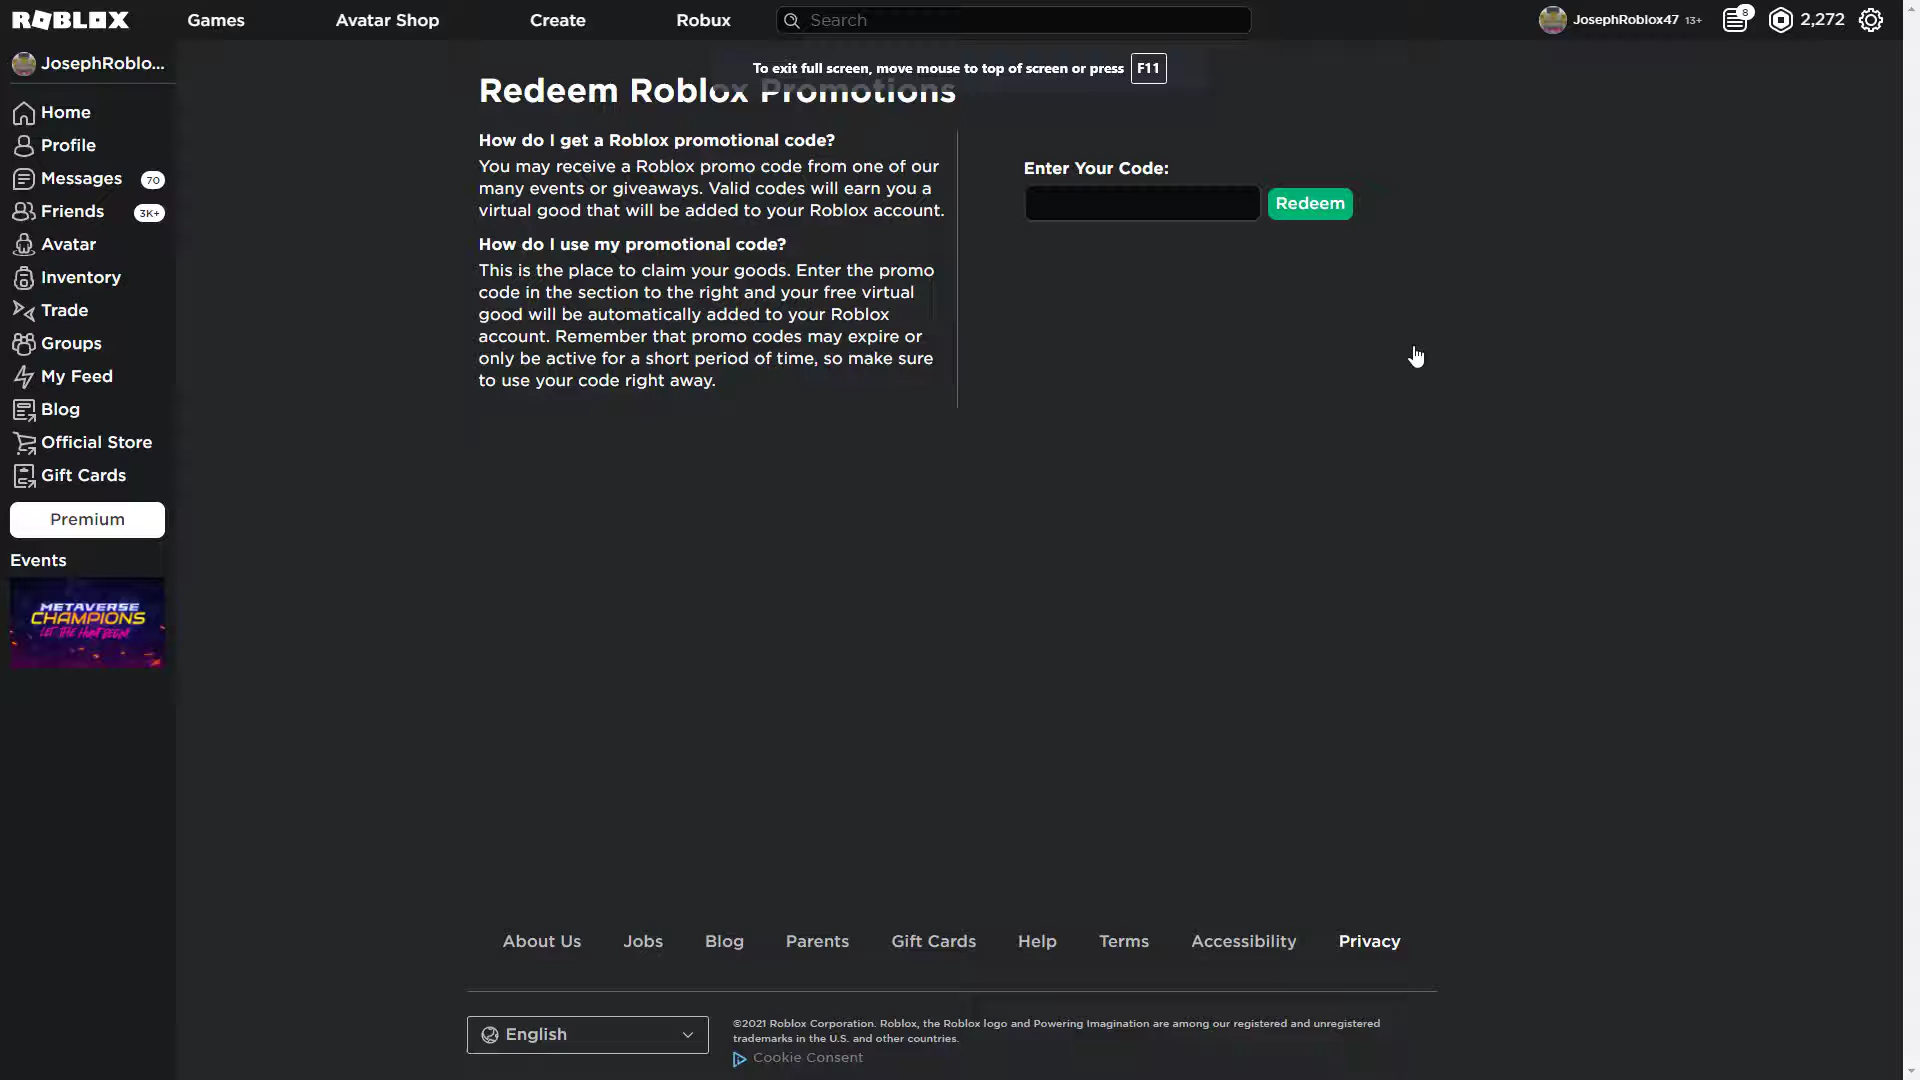 ROBLOX
Games
Avatar Shop
Create
Robux
Search
JosephRoblox47 13+
8
2,272
JosephRoblo...
Home
Profile
Messages 70
Friends 3K+
Avatar
Inventory
Trade
Groups
My Feed
Blog
Official Store
Gift Cards
Premium
Events
METAVERSE
CHAMPIONS
LET THE HUNT BEGIN
To exit full screen, move mouse to top of screen or press F11
Redeem Roblox Promotions
How do I get a Roblox promotional code?
You may receive a Roblox promo code from one of our
many events or giveaways. Valid codes will earn you a
virtual good that will be added to your Roblox account.
How do I use my promotional code?
This is the place to claim your goods. Enter the promo
code in the section to the right and your free virtual
good will be automatically added to your Roblox
account. Remember that promo codes may expire or
only be active for a short period of time, so make sure
to use your code right away.
Enter Your Code:
Redeem
About Us
Jobs
Blog
Parents
Gift Cards
Help
Terms
Accessibility
Privacy
English
©2021 Roblox Corporation. Roblox, the Roblox logo and Powering Imagination are among our registered and unregistered
trademarks in the U.S. and other countries.
Cookie Consent